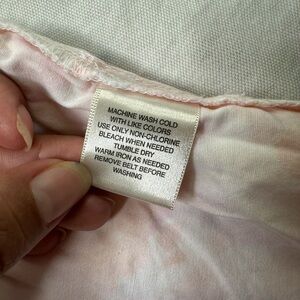 MACHINE WASH COLD
WITH LIKE COLORS
USE ONLY NON-CHLORINE
BLEACH WHEN NEEDED
TUMBLE DRY
WARM IRON AS NEEDED
REMOVE BELT BEFORE
WASHING